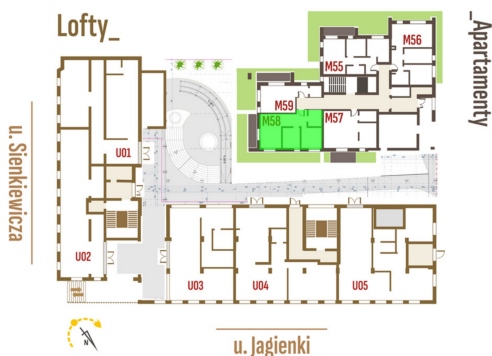 Lofty_
_Apartamenty
M56
M55
M59
M58
M57
U01
u. Sienkiewicza
U02
U03
U04
U05
N
u. Jagienki